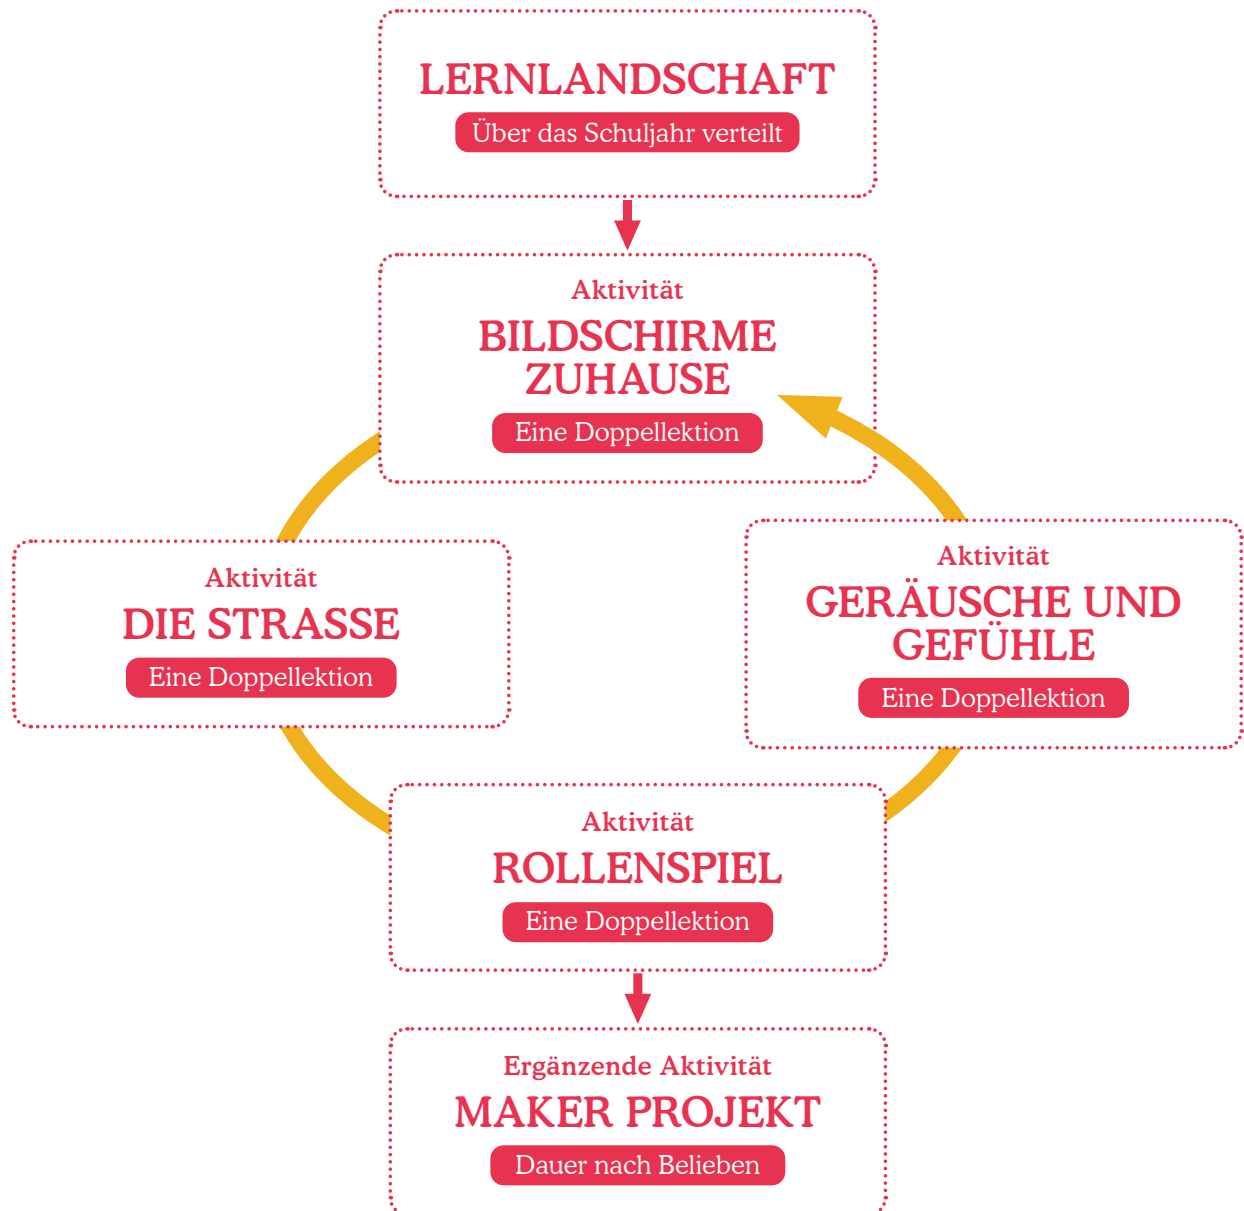 LERNLANDSCHAFT
Über das Schuljahr verteilt
Aktivität
BILDSCHIRME
ZUHAUSE
Eine Doppellektion
Aktivität
DIE STRASSE
Eine Doppellektion
Aktivität
GERÄUSCHE UND
GEFÜHLE
Eine Doppellektion
Aktivität
ROLLENSPIEL
Eine Doppellektion
Ergänzende Aktivität
MAKER PROJEKT
Dauer nach Belieben